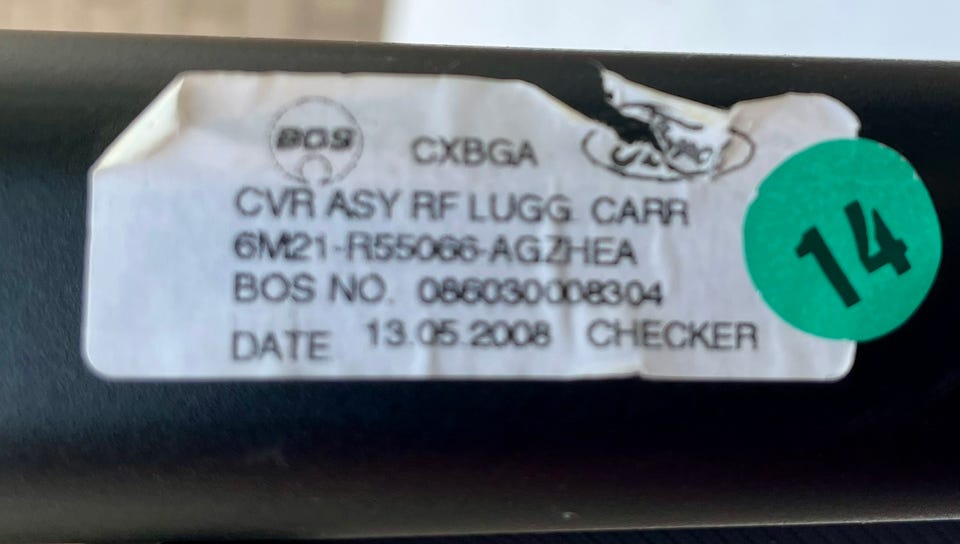 BOS CXBGA
CVR ASY RF LUGG. CARR
6M21-R55066-AGZHEA
BOS NO. 086030008304
DATE 13.05.2008 CHECKER
14